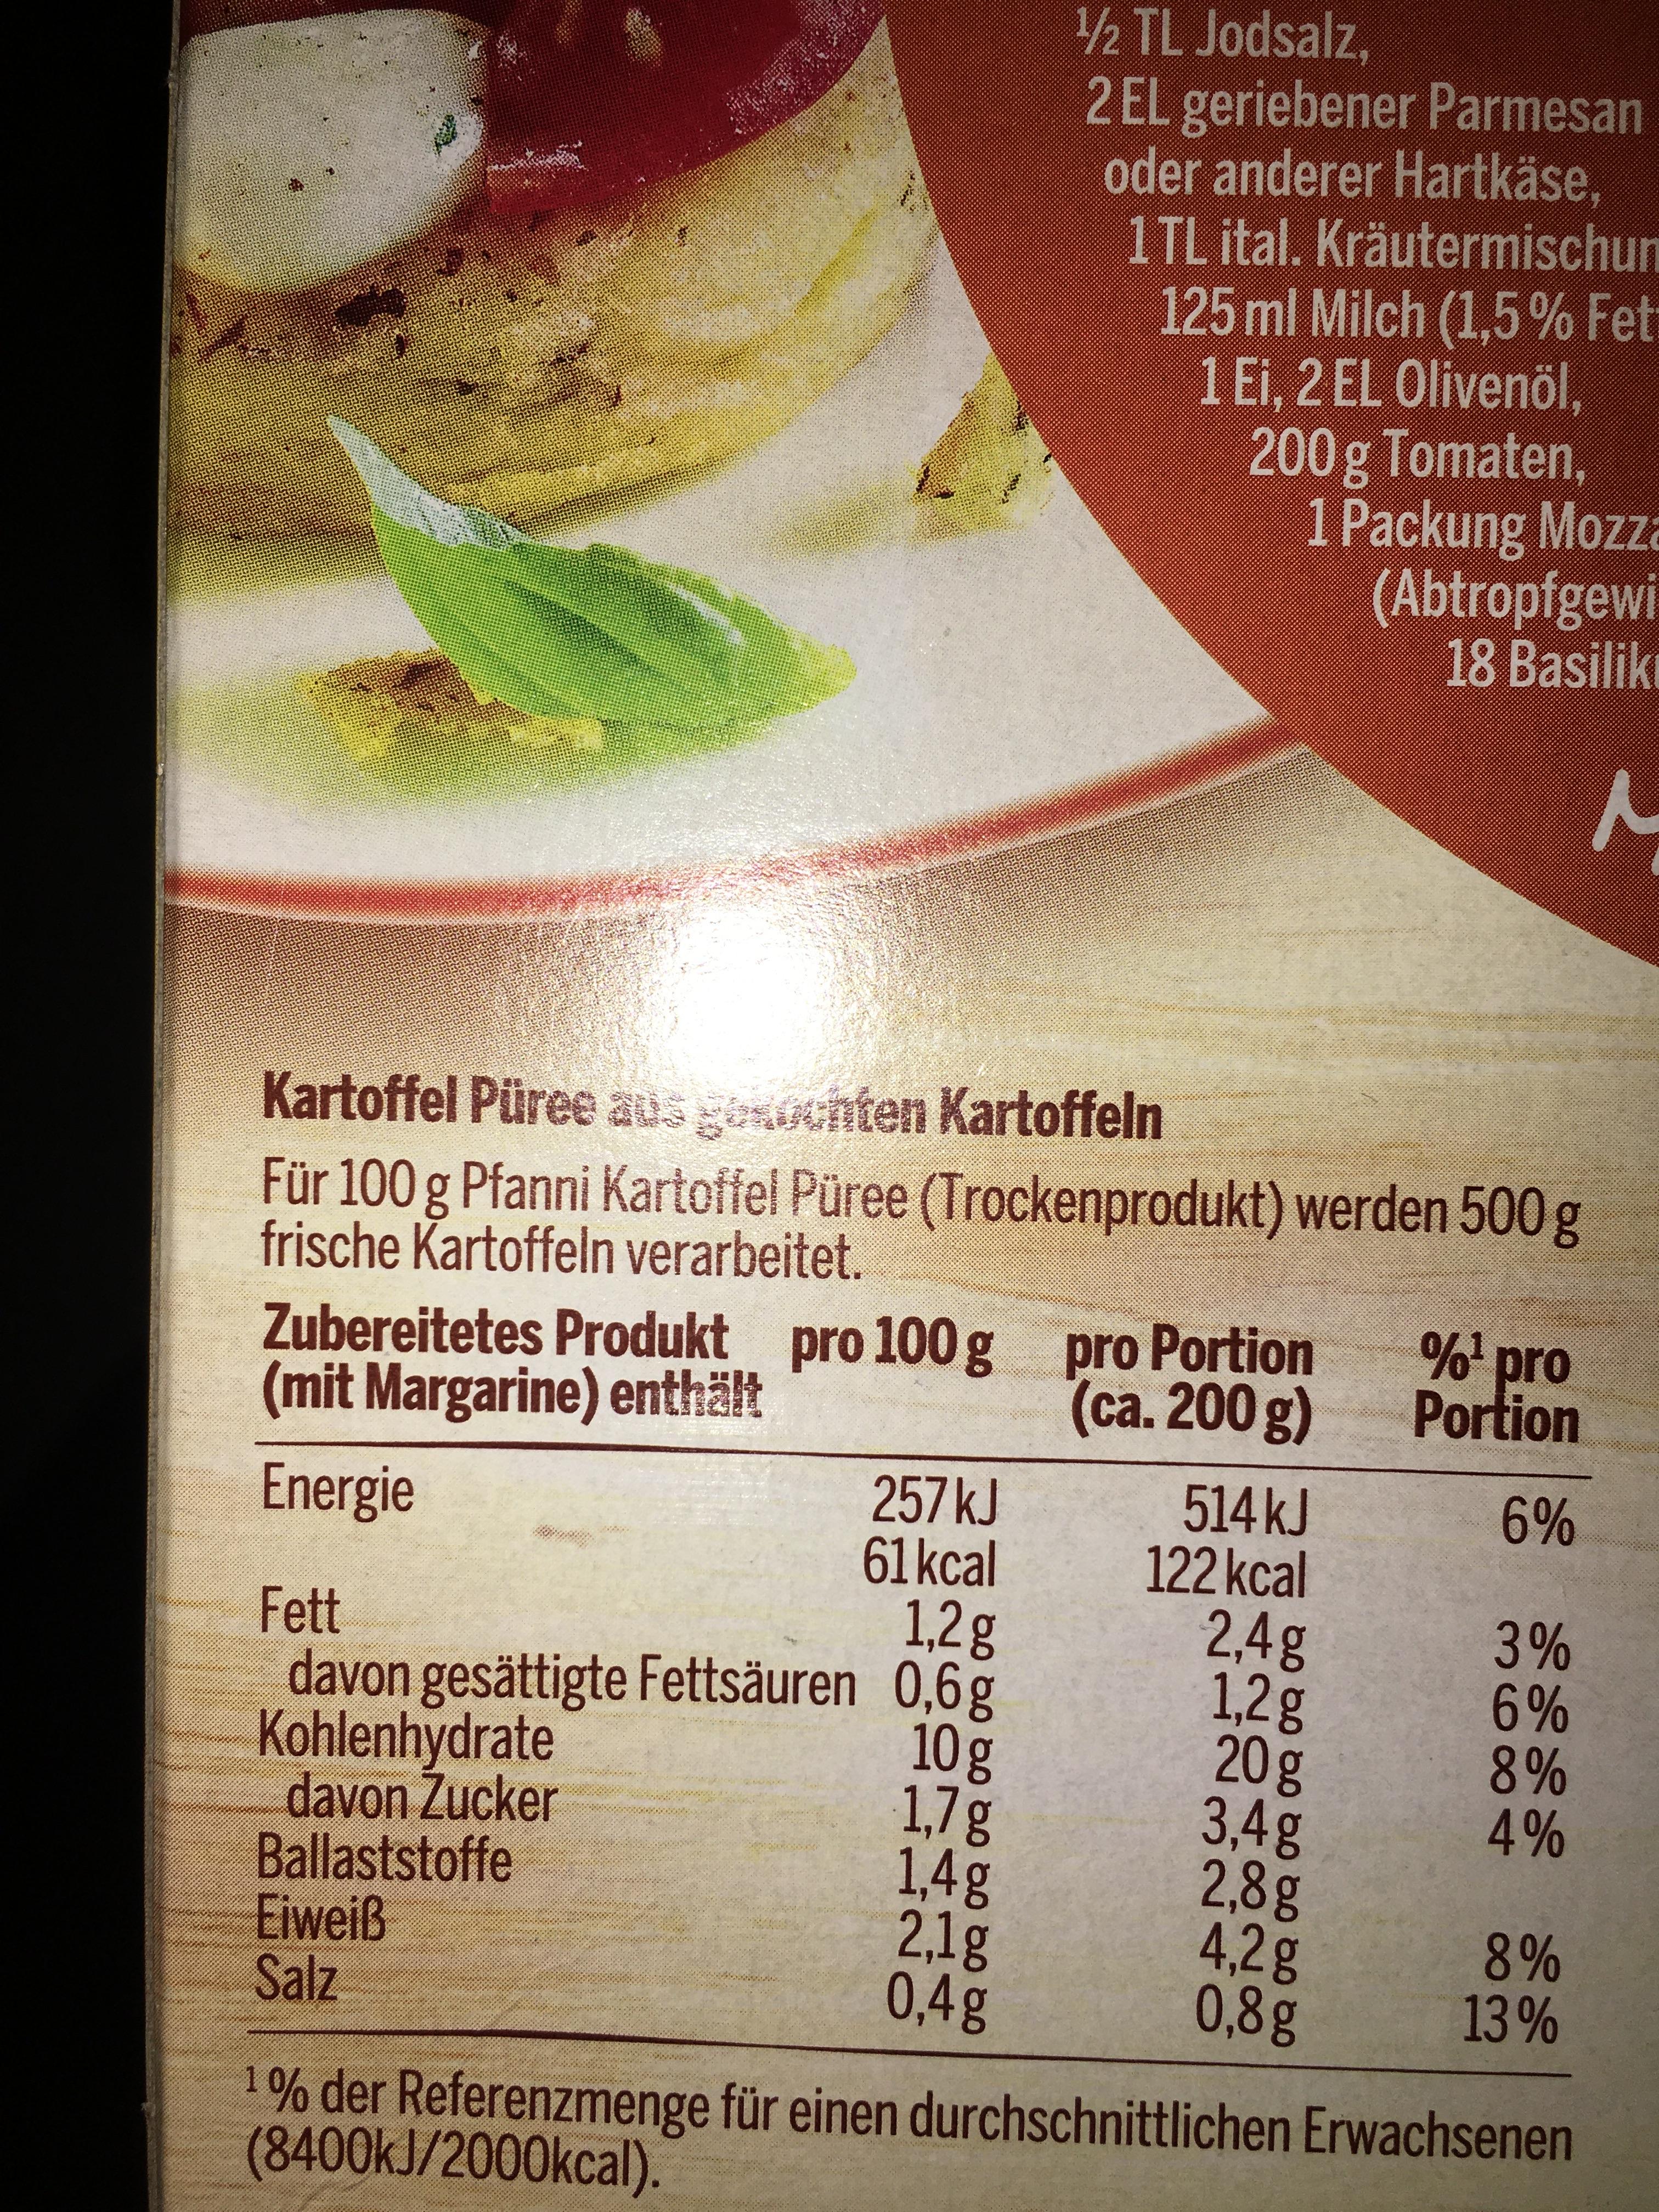 ½ TL Jodsalz,
2 EL geriebener Parmesan
oder anderer Hartkäse,
1 TL ital. Kräutermischun
125 ml Milch (1,5 % Fet
1 Ei, 2 EL Olivenöl,
200 g Tomaten,
1 Packung Mozza
(Abtropfgewi
18 Basiliku
Kartoffel Püree aus gekochten Kartoffeln
Für 100 g Pfanni Kartoffel Püree (Trockenprodukt) werden 500 g
frische Kartoffeln verarbeitet.
Zubereitetes Produkt pro 100 g pro Portion %¹ pro
(mit Margarine) enthält (ca. 200 g) Portion
Energie 257 kJ 514 kJ 6%
61 kcal 122 kcal
Fett 1,2 g 2,4 g 3%
davon gesättigte Fettsäuren 0,6 g 1,2 g 6%
Kohlenhydrate 10 g 20 g 8%
davon Zucker 1,7 g 3,4 g 4%
Ballaststoffe 1,4 g 2,8 g
Eiweiß 2,1 g 4,2 g 8%
Salz 0,4 g 0,8 g 13%
¹ % der Referenzmenge für einen durchschnittlichen Erwachsenen
(8400kJ/2000kcal).